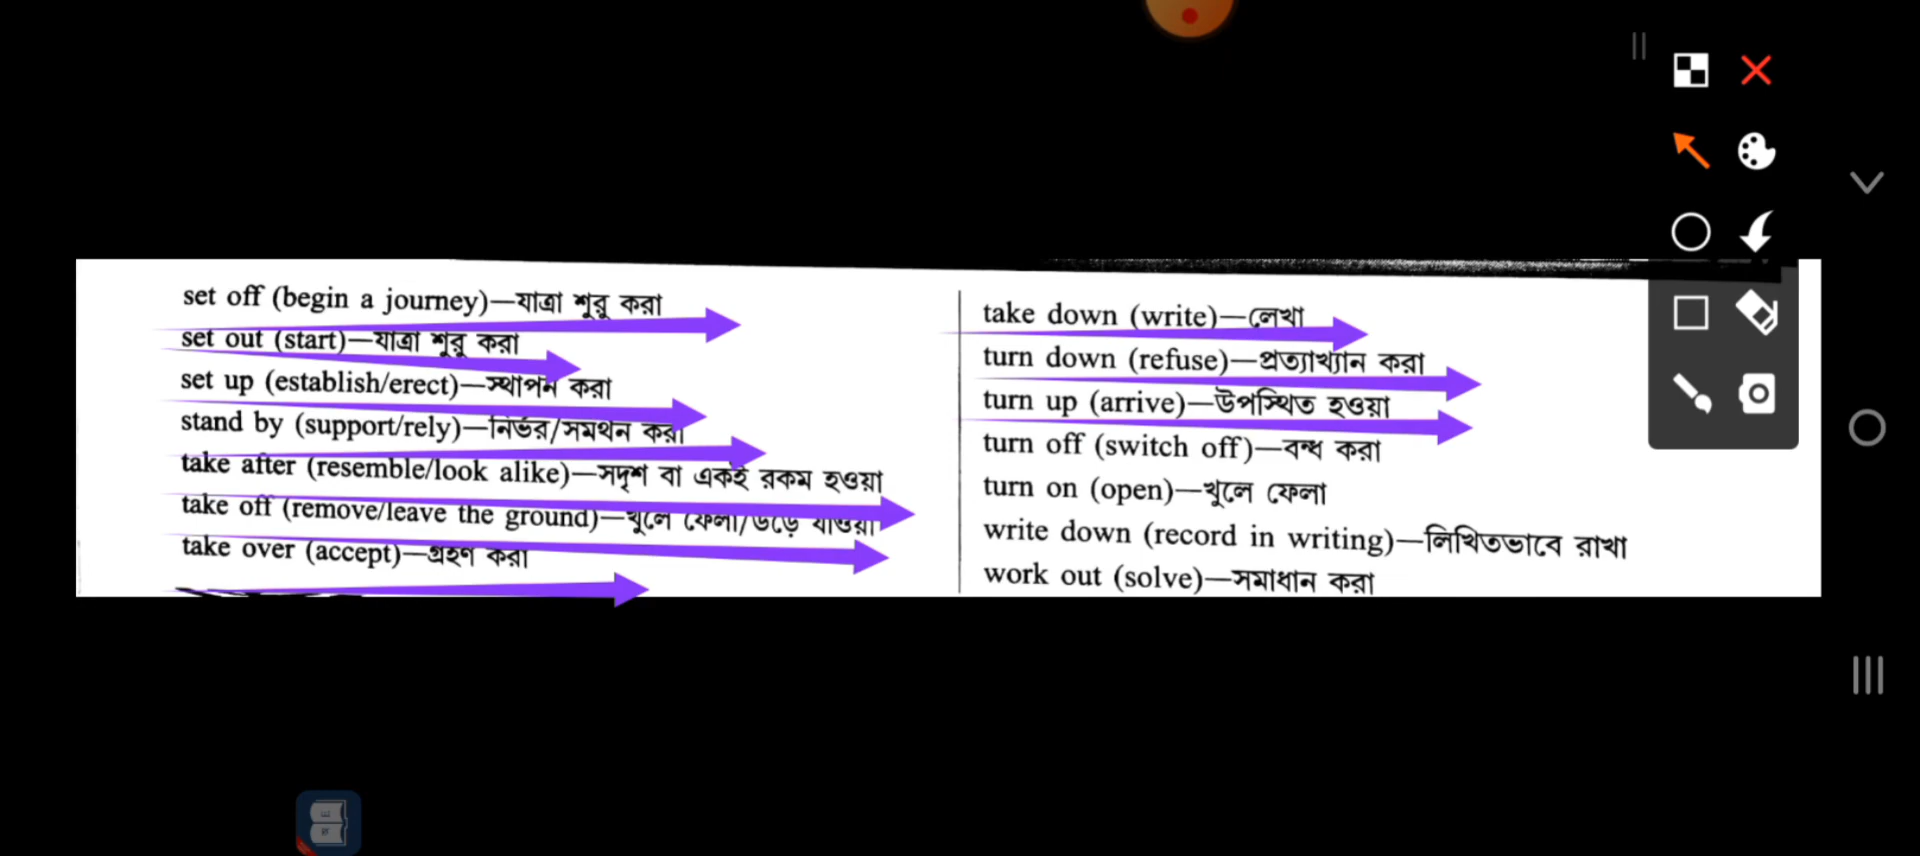 set off (begin a journey)—যাত্রা শুরু করা
set out (start)—যাত্রা শুরু করা
set up (establish/erect)—স্থাপন করা
stand by (support/rely)—নির্ভর/সমর্থন করা
take after (resemble/look alike)—সদৃশ বা একই রকম হওয়া
take off (remove/leave the ground)—খুলে ফেলা/উড়ে যাওয়া
take over (accept)—গ্রহণ করা
take down (write)—লেখা
turn down (refuse)—প্রত্যাখ্যান করা
turn up (arrive)—উপস্থিত হওয়া
turn off (switch off)—বন্ধ করা
turn on (open)—খুলে ফেলা
write down (record in writing)—লিখিতভাবে রাখা
work out (solve)—সমাধান করা